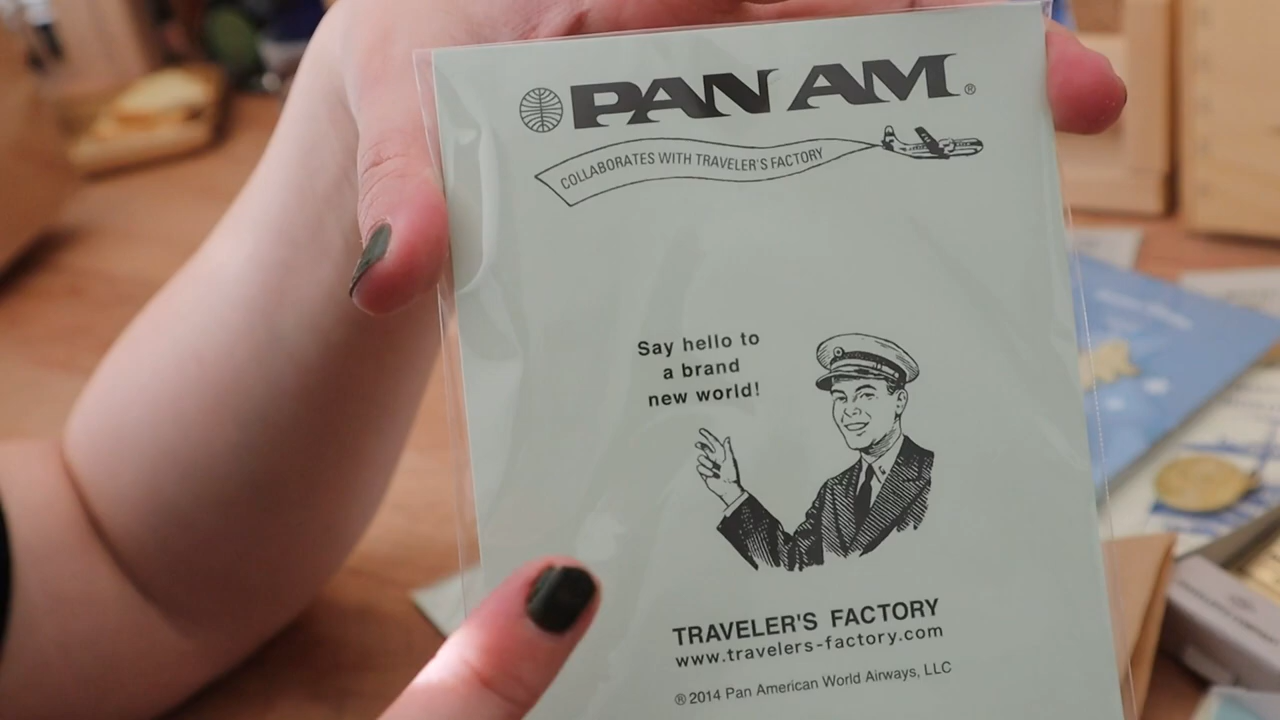 PAN AM®
COLLABORATES WITH TRAVELER'S FACTORY
Say hello to
a brand
new world!
TRAVELER'S FACTORY
www.travelers-factory.com
®2014 Pan American World Airways, LLC